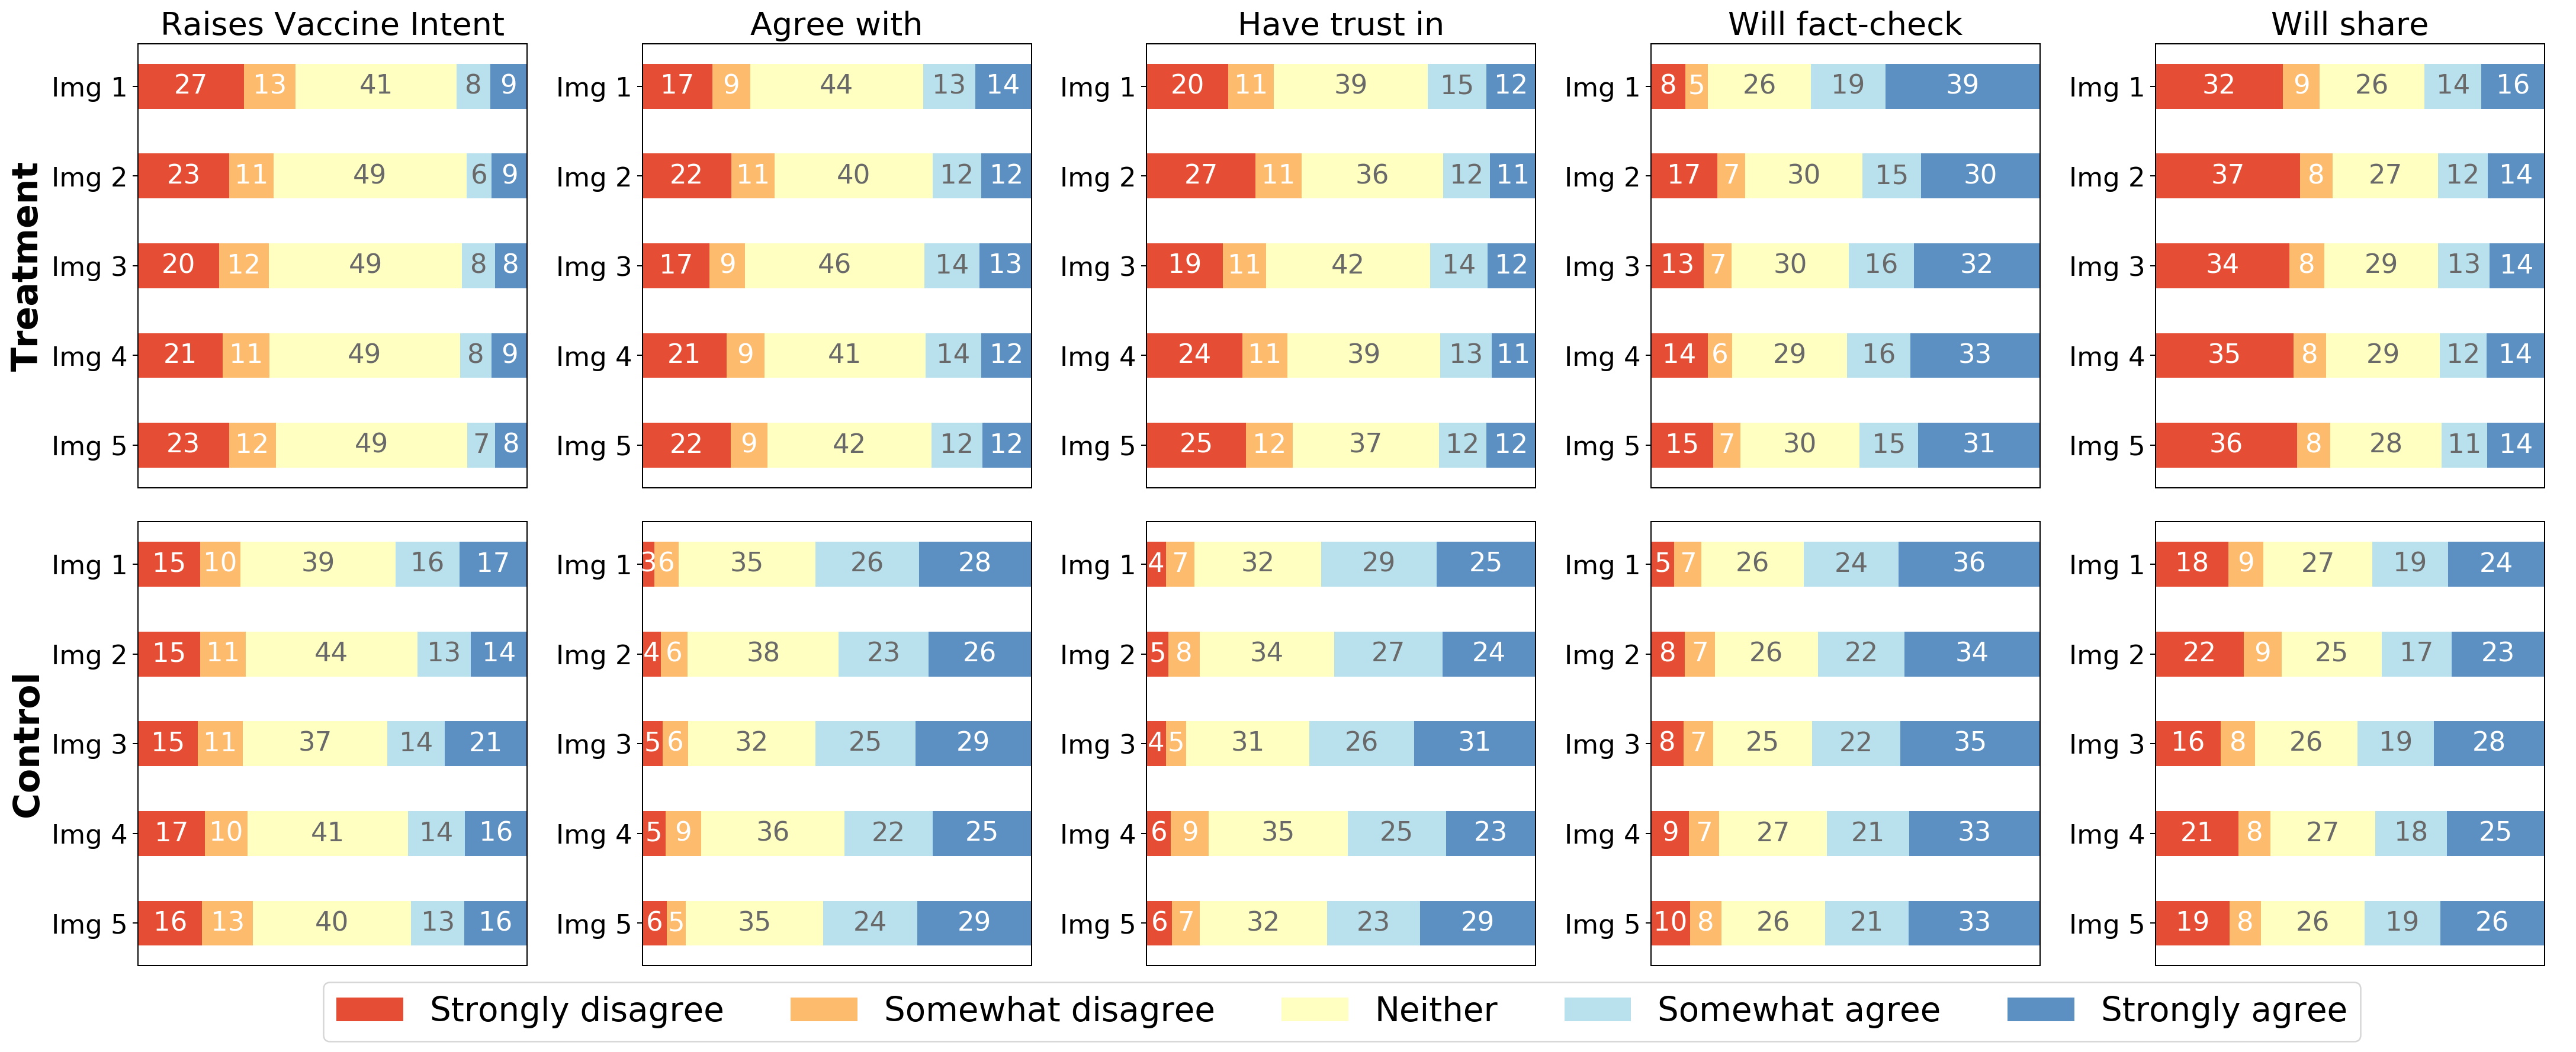 Raises Vaccine Intent Agree with Have trust in Will fact-check Will share
Treatment
Img 1 27 13 41 8 9 Img 1 17 9 44 13 14 Img 1 20 11 39 15 12 Img 1 8 5 26 19 39 Img 1 32 9 26 14 16
Img 2 23 11 49 6 9 Img 2 22 11 40 12 12 Img 2 27 11 36 12 11 Img 2 17 7 30 15 30 Img 2 37 8 27 12 14
Img 3 20 12 49 8 8 Img 3 17 9 46 14 13 Img 3 19 11 42 14 12 Img 3 13 7 30 16 32 Img 3 34 8 29 13 14
Img 4 21 11 49 8 9 Img 4 21 9 41 14 12 Img 4 24 11 39 13 11 Img 4 14 6 29 16 33 Img 4 35 8 29 12 14
Img 5 23 12 49 7 8 Img 5 22 9 42 12 12 Img 5 25 12 37 12 12 Img 5 15 7 30 15 31 Img 5 36 8 28 11 14
Control
Img 1 15 10 39 16 17 Img 1 3 6 35 26 28 Img 1 4 7 32 29 25 Img 1 5 7 26 24 36 Img 1 18 9 27 19 24
Img 2 15 11 44 13 14 Img 2 4 6 38 23 26 Img 2 5 8 34 27 24 Img 2 8 7 26 22 34 Img 2 22 9 25 17 23
Img 3 15 11 37 14 21 Img 3 5 6 32 25 29 Img 3 4 5 31 26 31 Img 3 8 7 25 22 35 Img 3 16 8 26 19 28
Img 4 17 10 41 14 16 Img 4 5 9 36 22 25 Img 4 6 9 35 25 23 Img 4 9 7 27 21 33 Img 4 21 8 27 18 25
Img 5 16 13 40 13 16 Img 5 6 5 35 24 29 Img 5 6 7 32 23 29 Img 5 10 8 26 21 33 Img 5 19 8 26 19 26
Strongly disagree Somewhat disagree Neither Somewhat agree Strongly agree